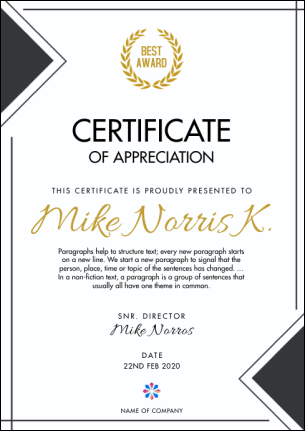 BEST
AWARD
CERTIFICATE
OF APPRECIATION
THIS CERTIFICATE IS PROUDLY PRESENTED TO
Mike Norris K.
Paragraphs help to structure text; every new paragraph starts
on a new line. We start a new paragraph to signal that the
person, place, time or topic of the sentences has changed. ...
In a non-fiction text, a paragraph is a group of sentences that
usually all have one theme in common.
SNR. DIRECTOR
Mike Norros
DATE
22ND FEB 2020
NAME OF COMPANY